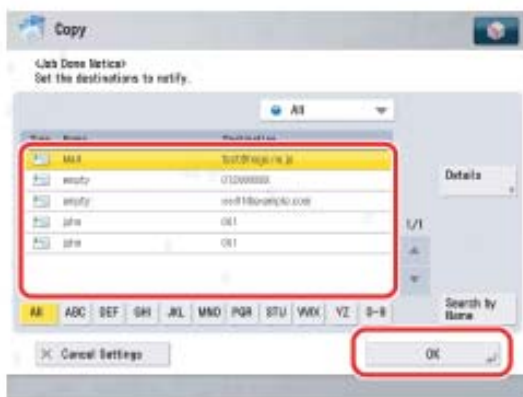 Copy
<Job Done Notice>
Set the destinations to notify.
All
Type Name Destination
empty
empty
john 001
john 001
Details
1/1
All ABC DEF GHI JKL MNO PQR STU VWX YZ 0-9
Search by
Name
Cancel Settings
OK